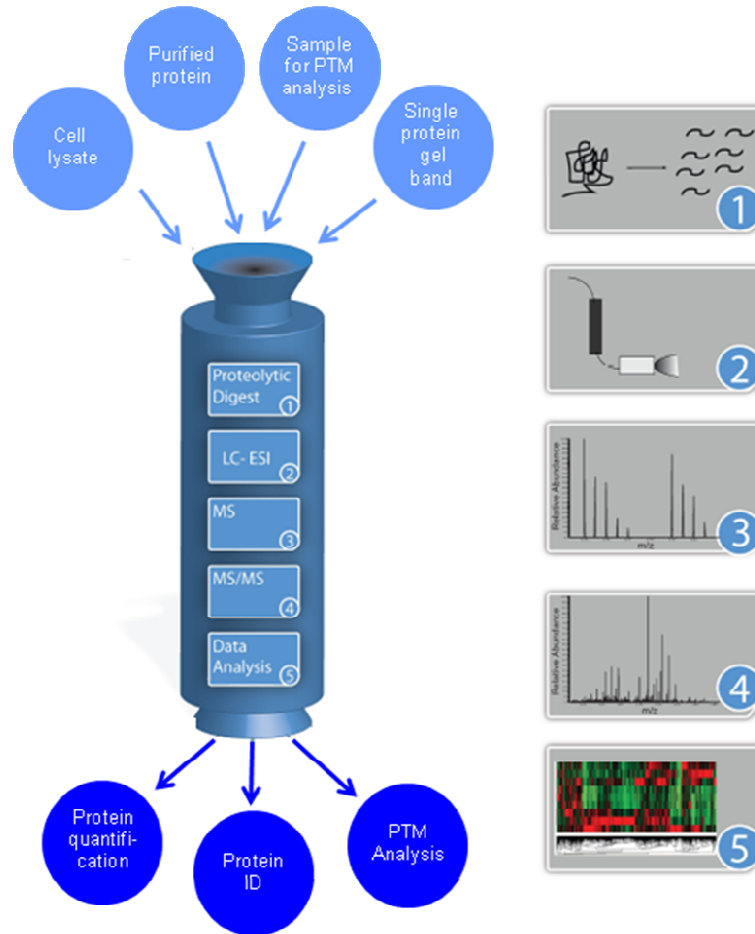 Cell
lysate
Purified
protein
Sample
for PTM
analysis
Single
protein
gel
band
Proteolytic
Digest
1
LC- ESI
2
MS
3
MS/MS
4
Data
Analysis
5
Protein
quantifi-
cation
Protein
ID
PTM
Analysis
1
2
Relative Abundance
m/z
3
Relative Abundance
m/z
4
5